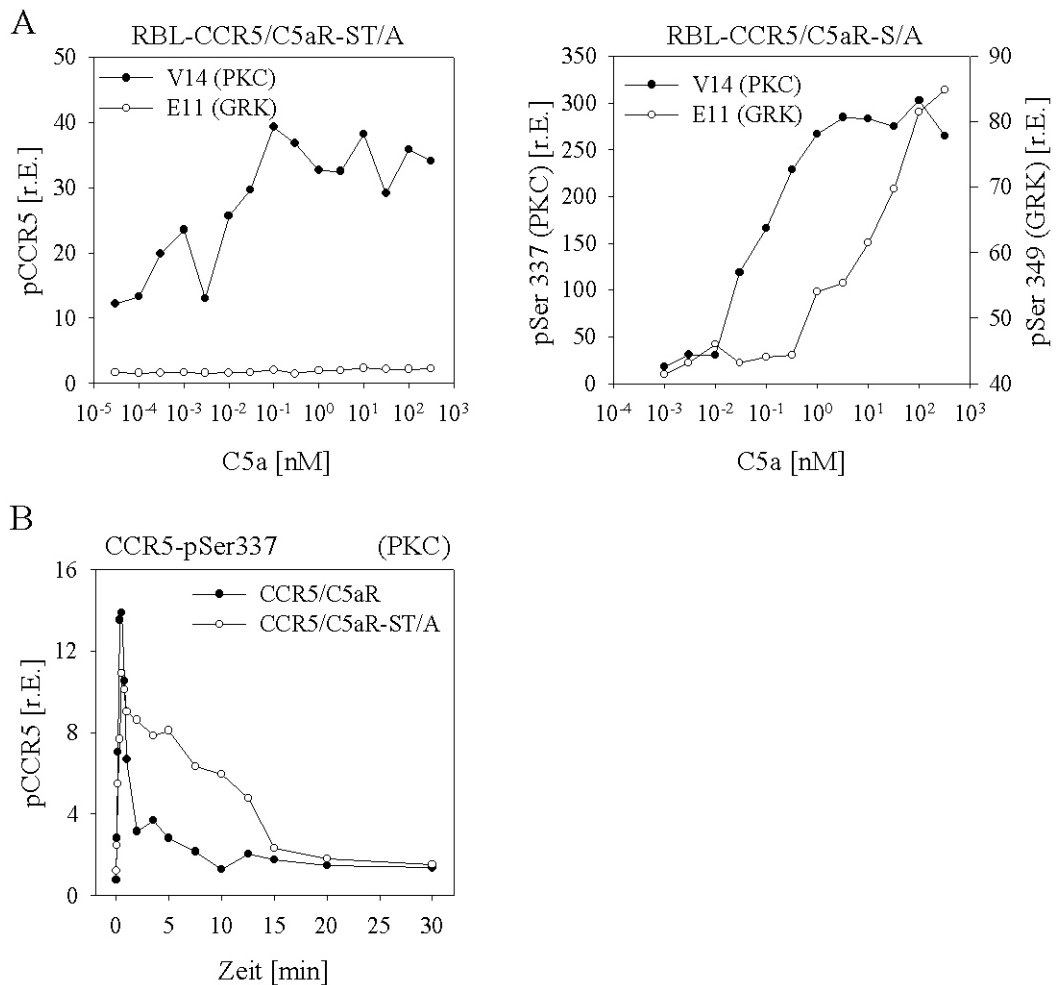 A
RBL-CCR5/C5aR-ST/A
50
40
30
20
10
0
pCCR5 [r.E.]
V14 (PKC)
E11 (GRK)
10-5 10-4 10-3 10-2 10-1 100 101 102 103
C5a [nM]
RBL-CCR5/C5aR-S/A
350
300
250
200
150
100
50
0
pSer 337 (PKC) [r.E.]
V14 (PKC)
E11 (GRK)
90
80
70
60
50
40
pSer 349 (GRK) [r.E.]
10-4 10-3 10-2 10-1 100 101 102 103
C5a [nM]
B
CCR5-pSer337 (PKC)
16
12
8
4
0
pCCR5 [r.E.]
CCR5/C5aR
CCR5/C5aR-ST/A
0 5 10 15 20 25 30
Zeit [min]